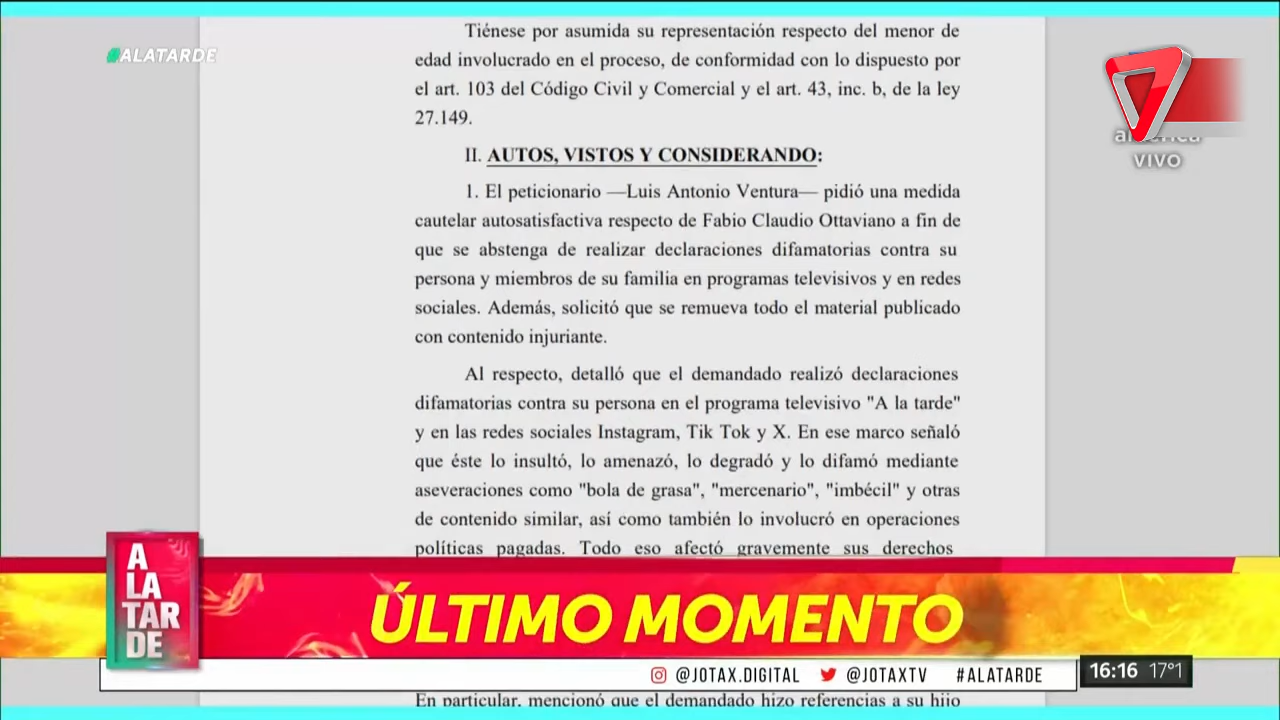 #ALATARDE
Tiénese por asumida su representación respecto del menor de
edad involucrado en el proceso, de conformidad con lo dispuesto por
el art. 103 del Código Civil y Comercial y el art. 43, inc. b, de la ley
27.149.
II. AUTOS, VISTOS Y CONSIDERANDO:
VIVO
1. El peticionario —Luis Antonio Ventura— pidió una medida
cautelar autosatisfactiva respecto de Fabio Claudio Ottaviano a fin de
que se abstenga de realizar declaraciones difamatorias contra su
persona y miembros de su familia en programas televisivos y en redes
sociales. Además, solicitó que se remueva todo el material publicado
con contenido injuriante.
Al respecto, detalló que el demandado realizó declaraciones
difamatorias contra su persona en el programa televisivo "A la tarde"
y en las redes sociales Instagram, Tik Tok y X. En ese marco señaló
que éste lo insultó, lo amenazó, lo degradó y lo difamó mediante
aseveraciones como "bola de grasa", "mercenario", "imbécil" y otras
de contenido similar, así como también lo involucró en operaciones
políticas pagadas. Todo eso afectó gravemente sus derechos
A
LA
TAR
DE
ÚLTIMO MOMENTO
@JOTAX.DIGITAL @JOTAXTV #ALATARDE
16:16 17°1
En particular, mencionó que el demandado hizo referencias a su hijo